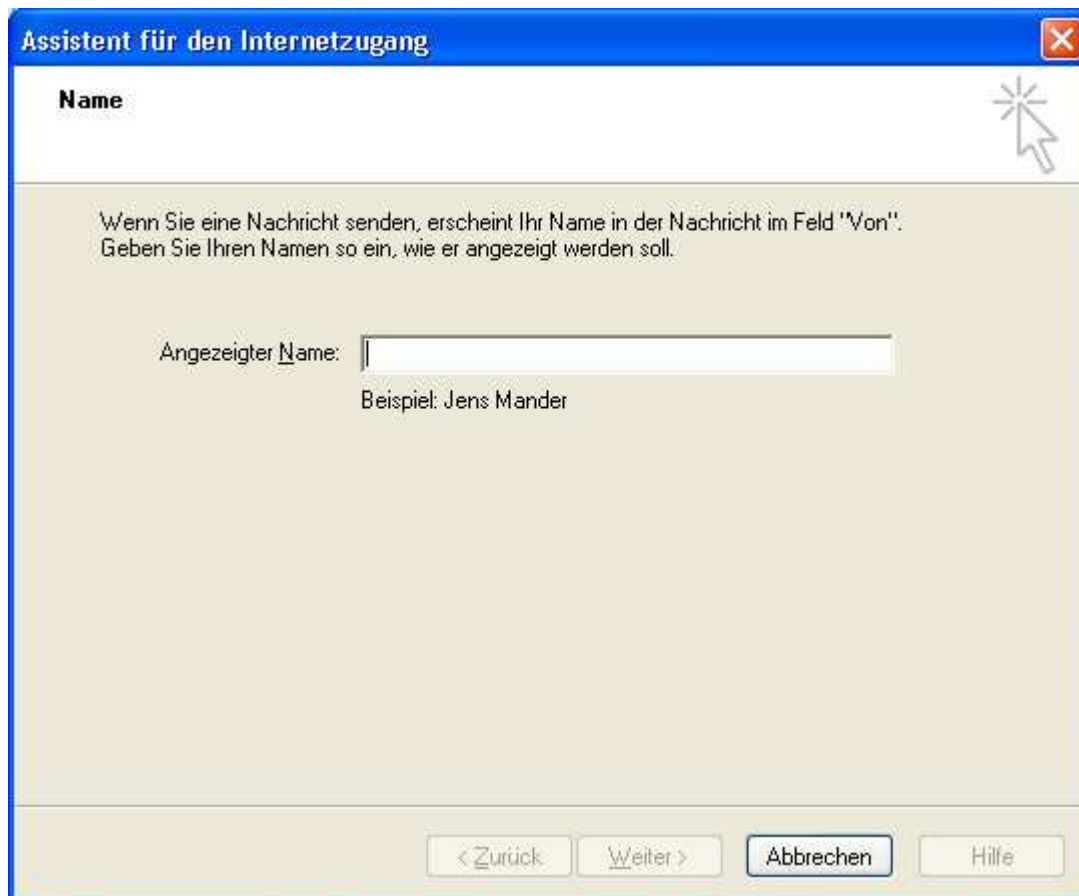 Assistent für den Internetzugang
Name
Wenn Sie eine Nachricht senden, erscheint Ihr Name in der Nachricht im Feld "Von".
Geben Sie Ihren Namen so ein, wie er angezeigt werden soll.
Angezeigter Name:
Beispiel: Jens Mander
< Zurück Weiter > Abbrechen Hilfe